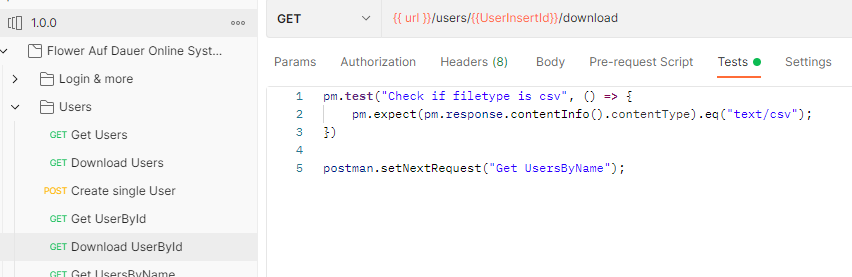 1.0.0
Flower Auf Dauer Online Syst...
Login & more
Users
GET Get Users
GET Download Users
POST Create single User
GET Get UserById
GET Download UserById
GET Get UsersByName
GET {{ url }}/users/{{UserInsertId}}/download
Params Authorization Headers (8) Body Pre-request Script Tests Settings
1 pm.test("Check if filetype is csv", () => {
2 pm.expect(pm.response.contentInfo().contentType).eq("text/csv");
3 })
4
5 postman.setNextRequest("Get UsersByName");